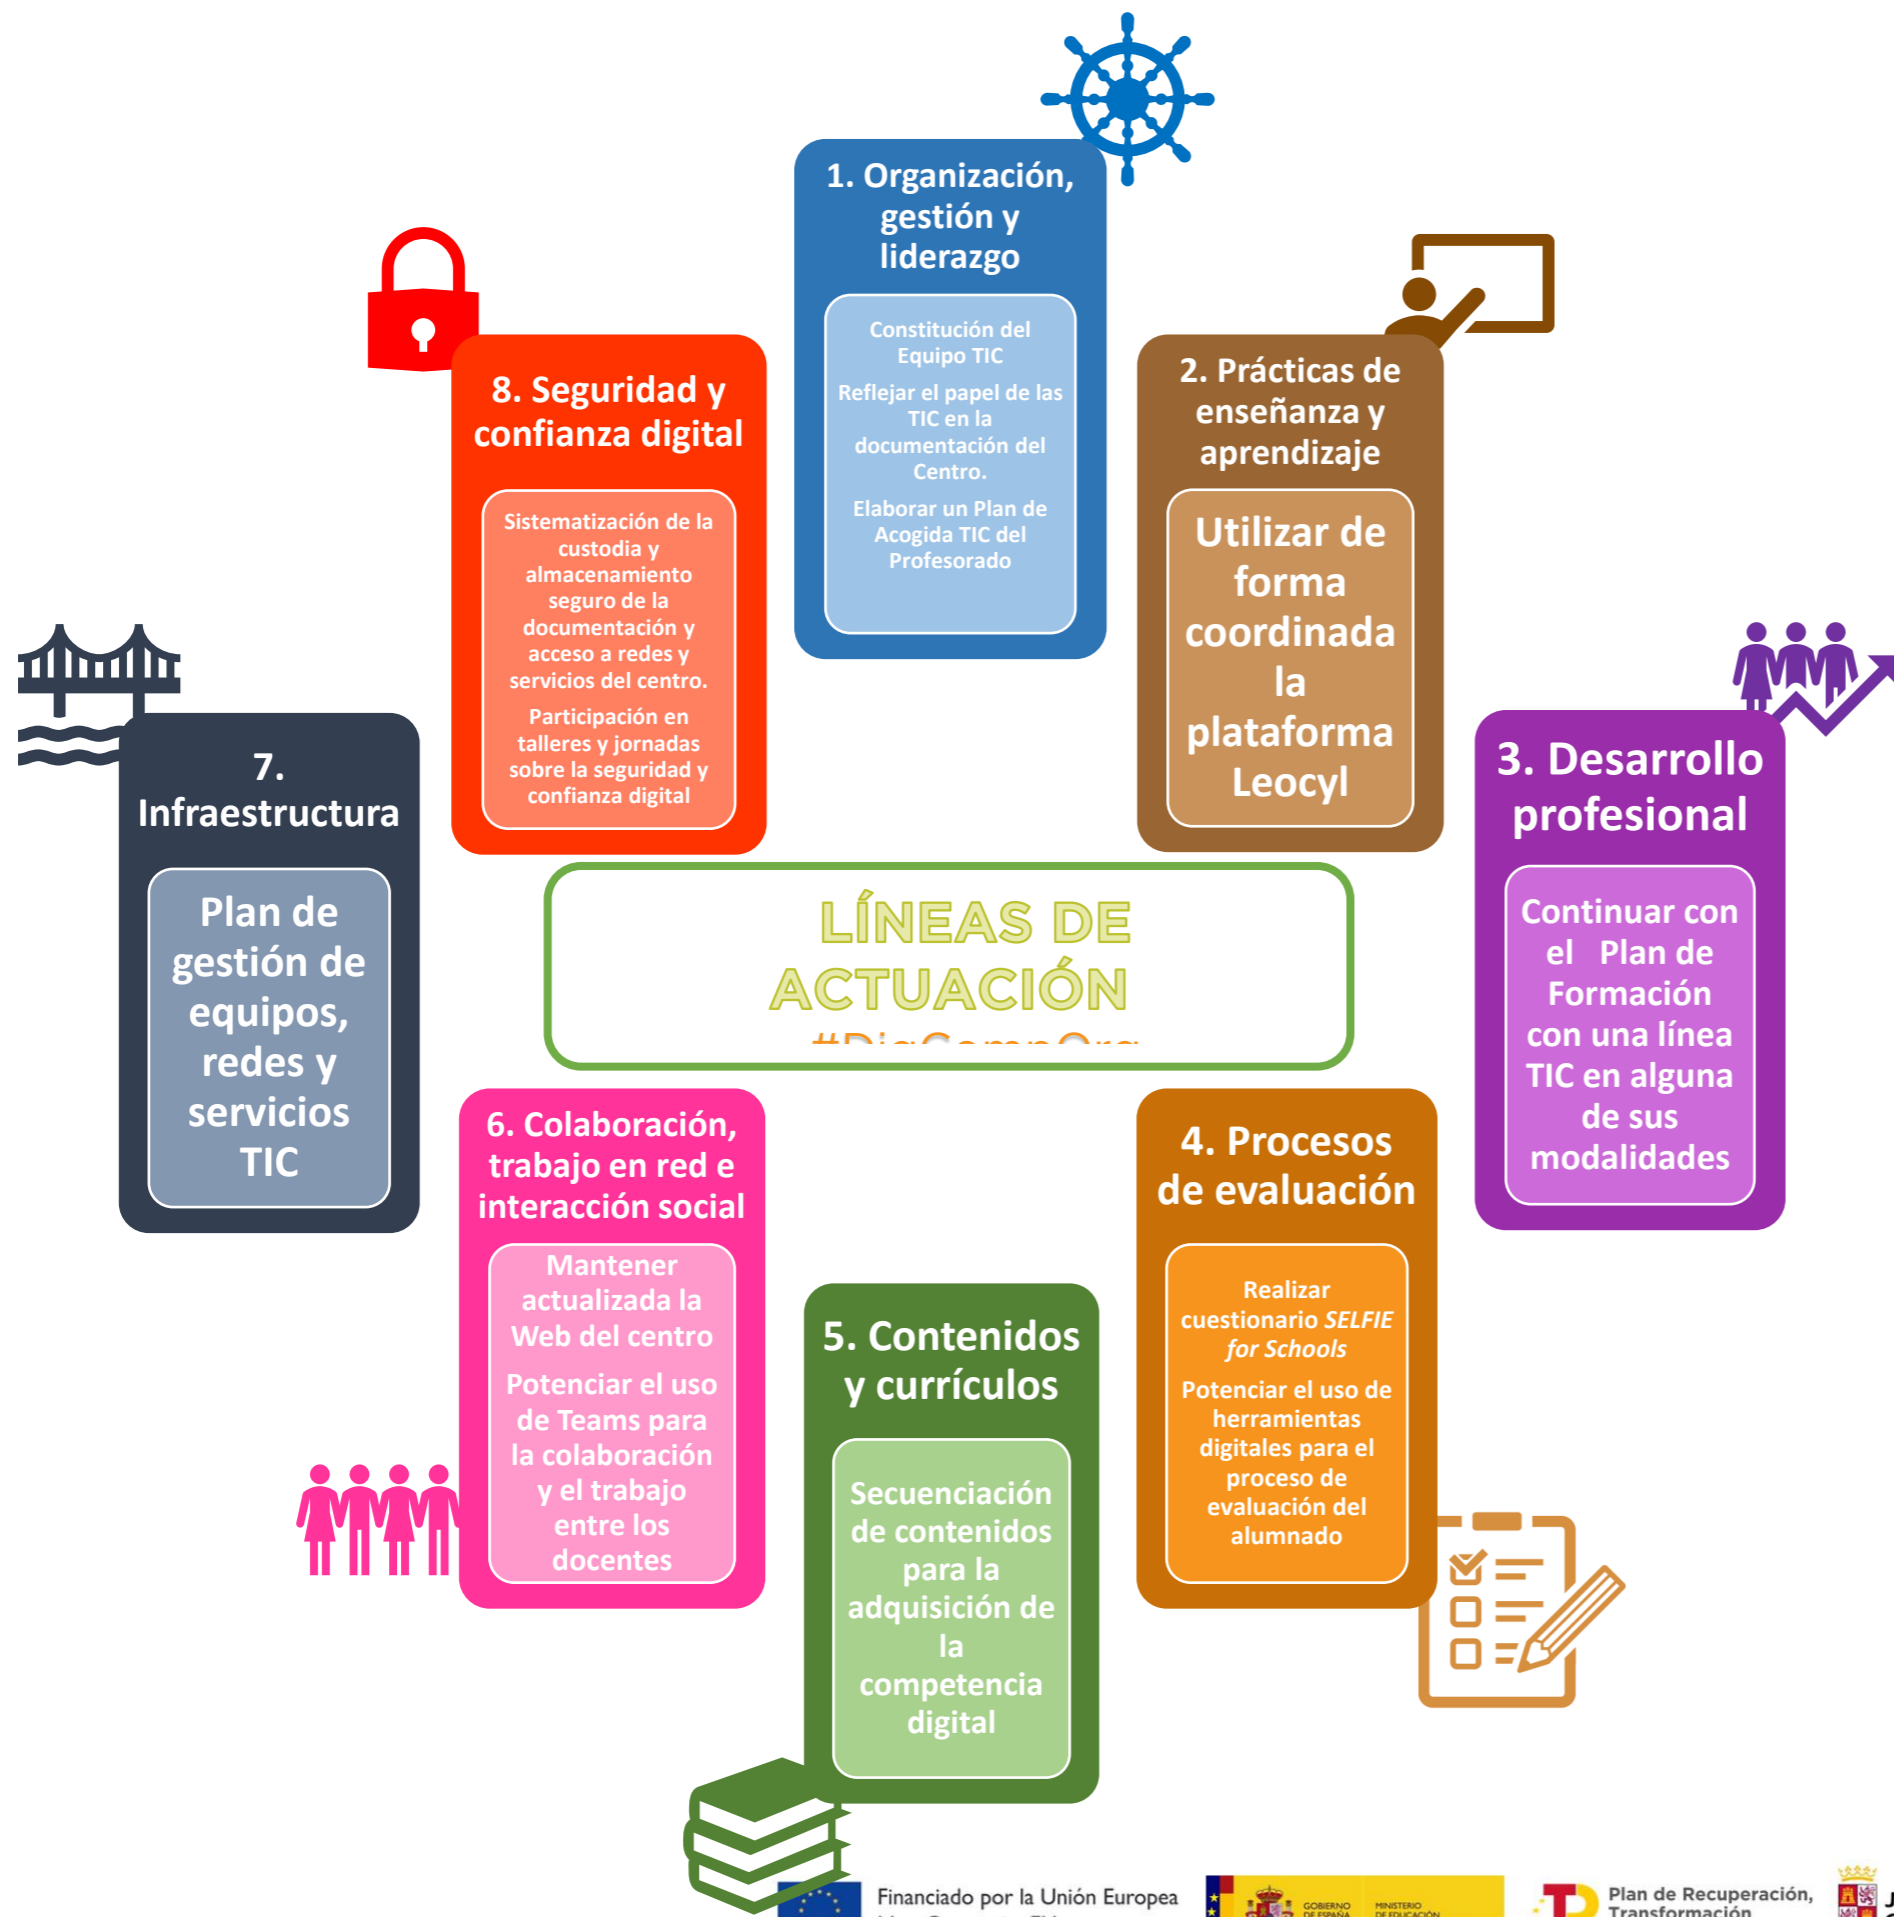 1. Organización,
gestión y
liderazgo
Constitución del
Equipo TIC
Reflejar el papel de las
TIC en la
documentación del
Centro.
Elaborar un Plan de
Acogida TIC del
Profesorado
2. Prácticas de
enseñanza y
aprendizaje
Utilizar de
forma
coordinada
la
plataforma
Leocyl
3. Desarrollo
profesional
Continuar con
el Plan de
Formación
con una línea
TIC en alguna
de sus
modalidades
4. Procesos
de evaluación
Realizar
cuestionario SELFIE
for Schools
Potenciar el uso de
herramientas
digitales para el
proceso de
evaluación del
alumnado
5. Contenidos
y currículos
Secuenciación
de contenidos
para la
adquisición de
la
competencia
digital
6. Colaboración,
trabajo en red e
interacción social
Mantener
actualizada la
Web del centro
Potenciar el uso
de Teams para
la colaboración
y el trabajo
entre los
docentes
7.
Infraestructura
Plan de
gestión de
equipos,
redes y
servicios
TIC
8. Seguridad y
confianza digital
Sistematización de la
custodia y
almacenamiento
seguro de la
documentación y
acceso a redes y
servicios del centro.
Participación en
talleres y jornadas
sobre la seguridad y
confianza digital
LÍNEAS DE
ACTUACIÓN
#DigCompOrg
Financiado por la Unión Europea
GOBIERNO
DE ESPAÑA
MINISTERIO
DE EDUCACIÓN
Plan de Recuperación,
Transformación